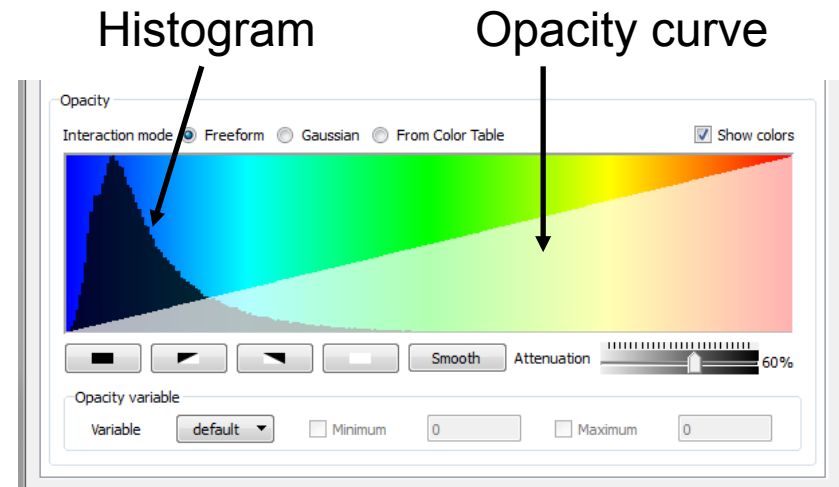 Histogram Opacity curve
Opacity
Interaction mode Freeform Gaussian From Color Table Show colors
Smooth Attenuation 60%
Opacity variable
Variable default Minimum 0 Maximum 0